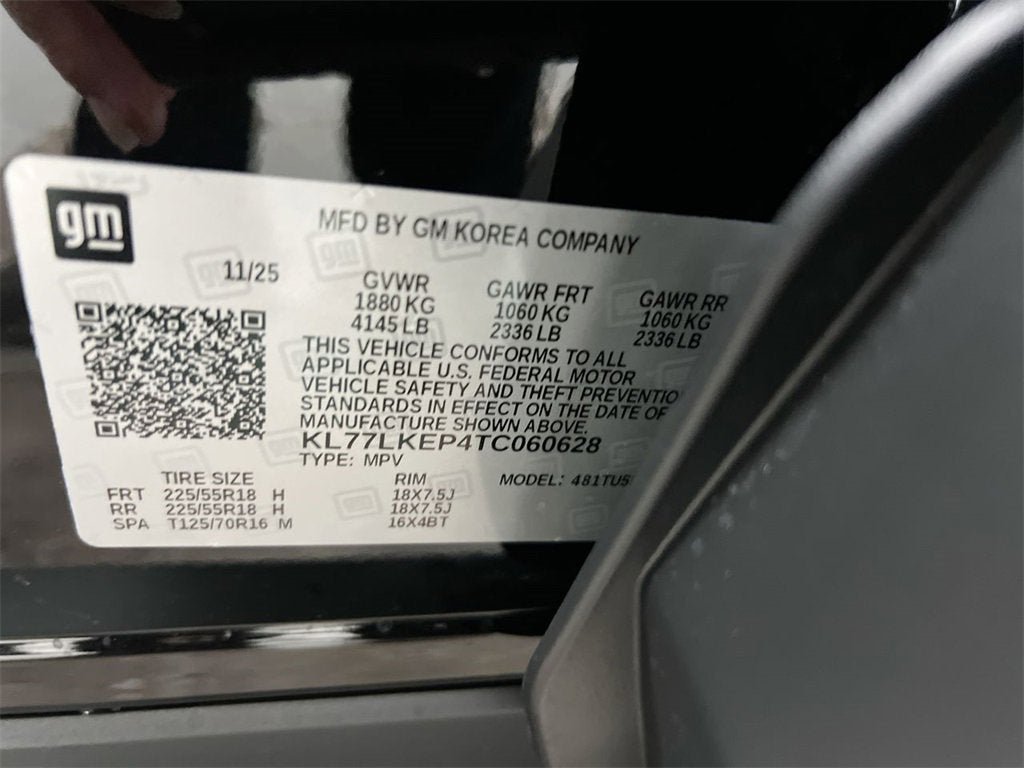 gm
MFD BY GM KOREA COMPANY
11/25
GVWR GAWR FRT GAWR RR
1880 KG 1060 KG 1060 KG
4145 LB 2336 LB 2336 LB
THIS VEHICLE CONFORMS TO ALL
APPLICABLE U.S. FEDERAL MOTOR
VEHICLE SAFETY AND THEFT PREVENTIO
STANDARDS IN EFFECT ON THE DATE OF
MANUFACTURE SHOWN ABOVE.
KL77LKEP4TC060628
TYPE: MPV
TIRE SIZE RIM MODEL: 481TU5
FRT 225/55R18 H 18X7.5J
RR 225/55R18 H 18X7.5J
SPA T125/70R16 M 16X4BT